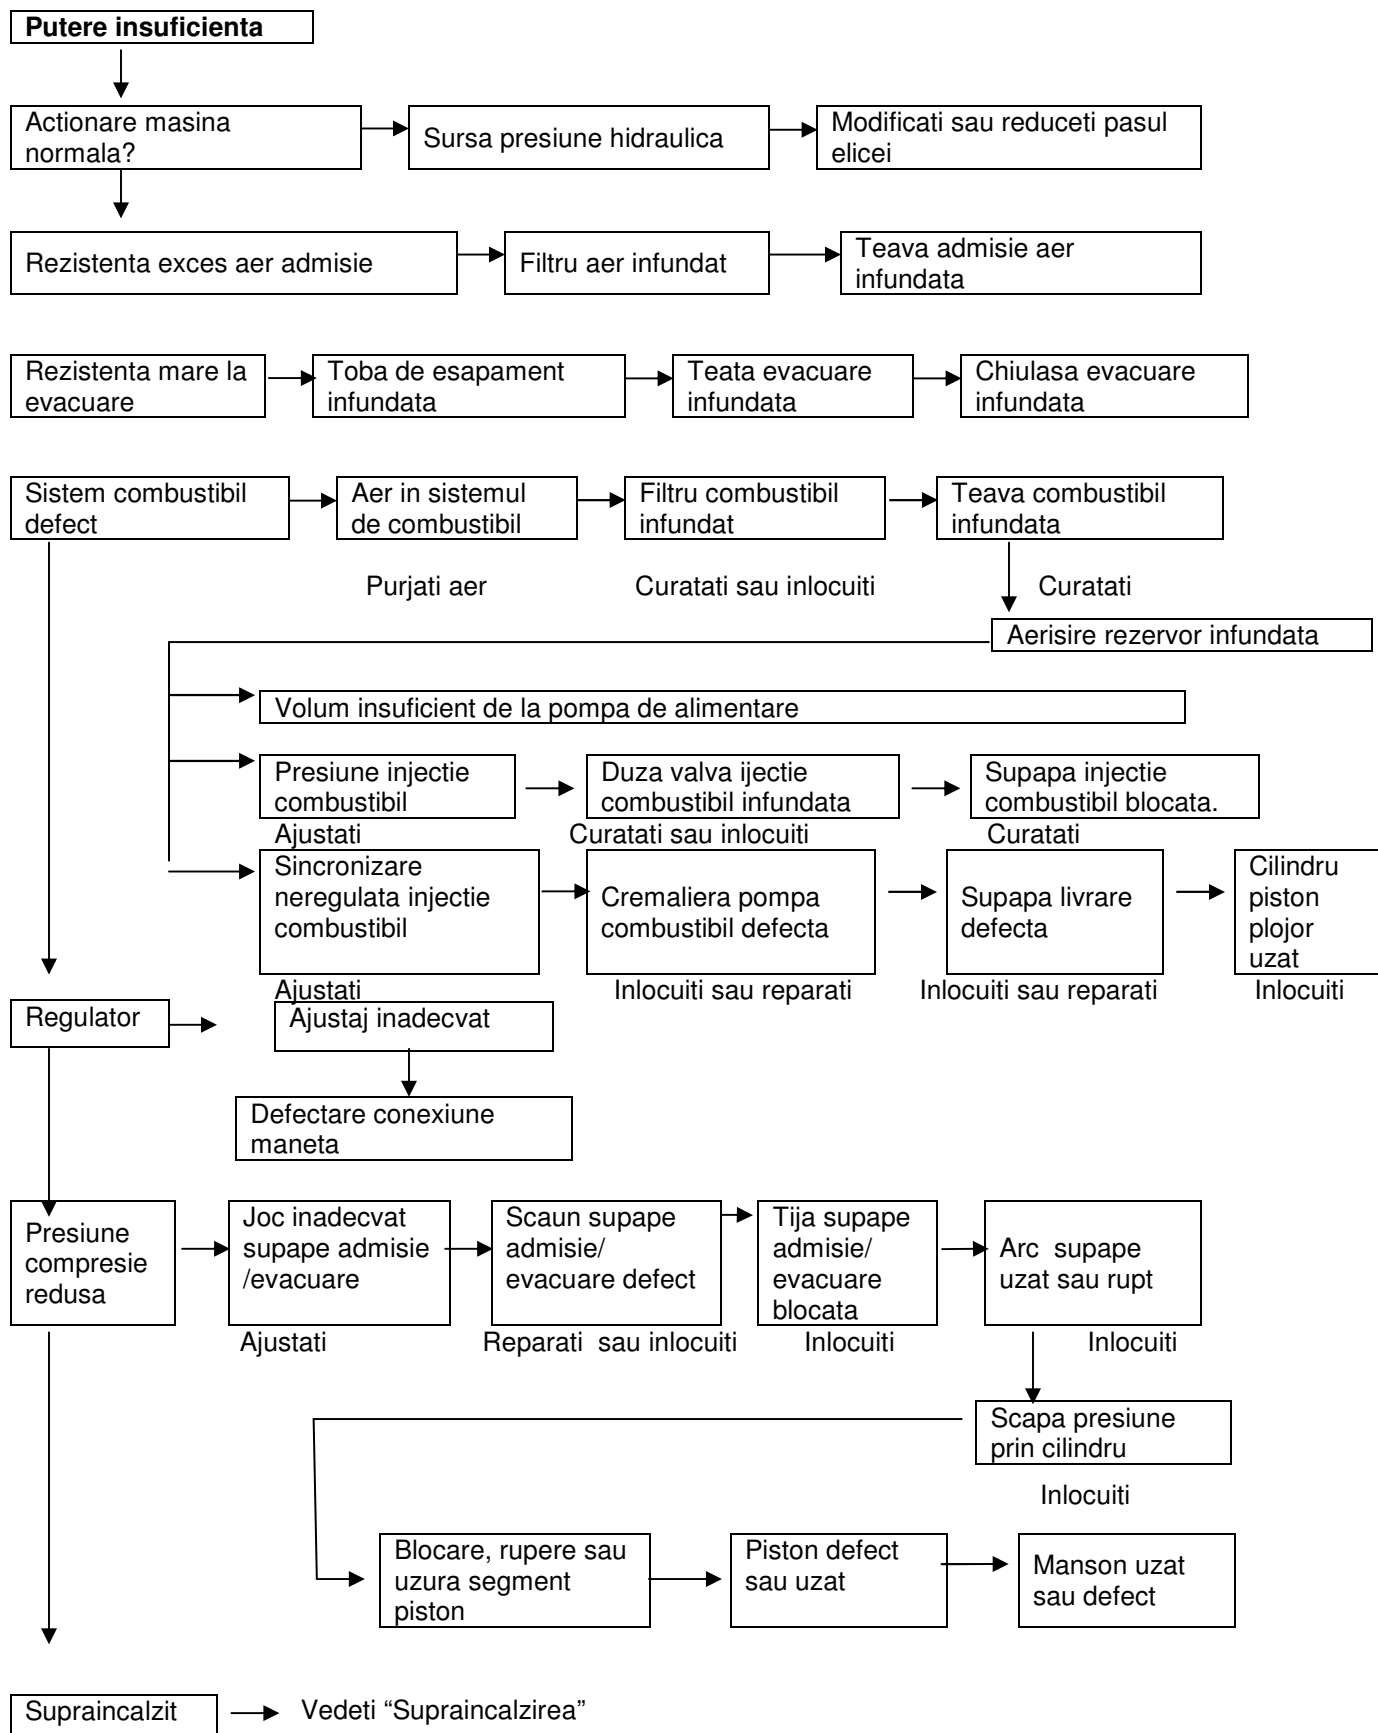 Putere insuficienta
Actionare masina
normala?
Sursa presiune hidraulica
Modificati sau reduceti pasul
elicei
Rezistenta exces aer admisie
Filtru aer infundat
Teava admisie aer
infundata
Rezistenta mare la
evacuare
Toba de esapament
infundata
Teata evacuare
infundata
Chiulasa evacuare
infundata
Sistem combustibil
defect
Aer in sistemul
de combustibil
Filtru combustibil
infundat
Teava combustibil
infundata
Purjati aer
Curatati sau inlocuiti
Curatati
Aerisire rezervor infundata
Volum insuficient de la pompa de alimentare
Presiune injectie
combustibil
Duza valva ijectie
combustibil infundata
Supapa injectie
combustibil blocata.
Ajustati
Curatati sau inlocuiti
Curatati
Sincronizare
neregulata injectie
combustibil
Cremaliera pompa
combustibil defecta
Supapa livrare
defecta
Cilindru
piston
plojor
uzat
Ajustati
Inlocuiti sau reparati
Inlocuiti sau reparati
Inlocuiti
Regulator
Ajustaj inadecvat
Defectare conexiune
maneta
Presiune
compresie
redusa
Joc inadecvat
supape admisie
/evacuare
Scaun supape
admisie/
evacuare defect
Tija supape
admisie/
evacuare
blocata
Arc  supape
uzat sau rupt
Ajustati
Reparati  sau inlocuiti
Inlocuiti
Inlocuiti
Scapa presiune
prin cilindru
Inlocuiti
Blocare, rupere sau
uzura segment
piston
Piston defect
sau uzat
Manson uzat
sau defect
Supraincalzit
Vedeti “Supraincalzirea”